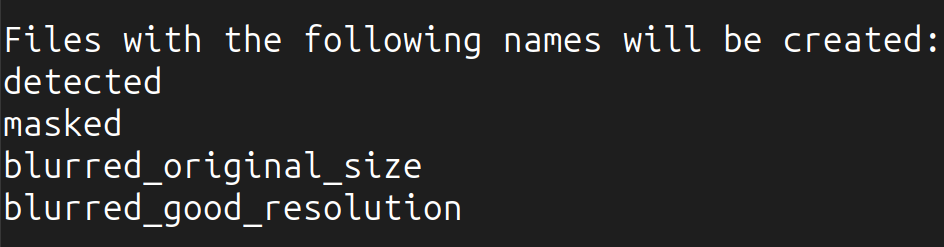 Files with the following names will be created:
detected
masked
blurred_original_size
blurred_good_resolution